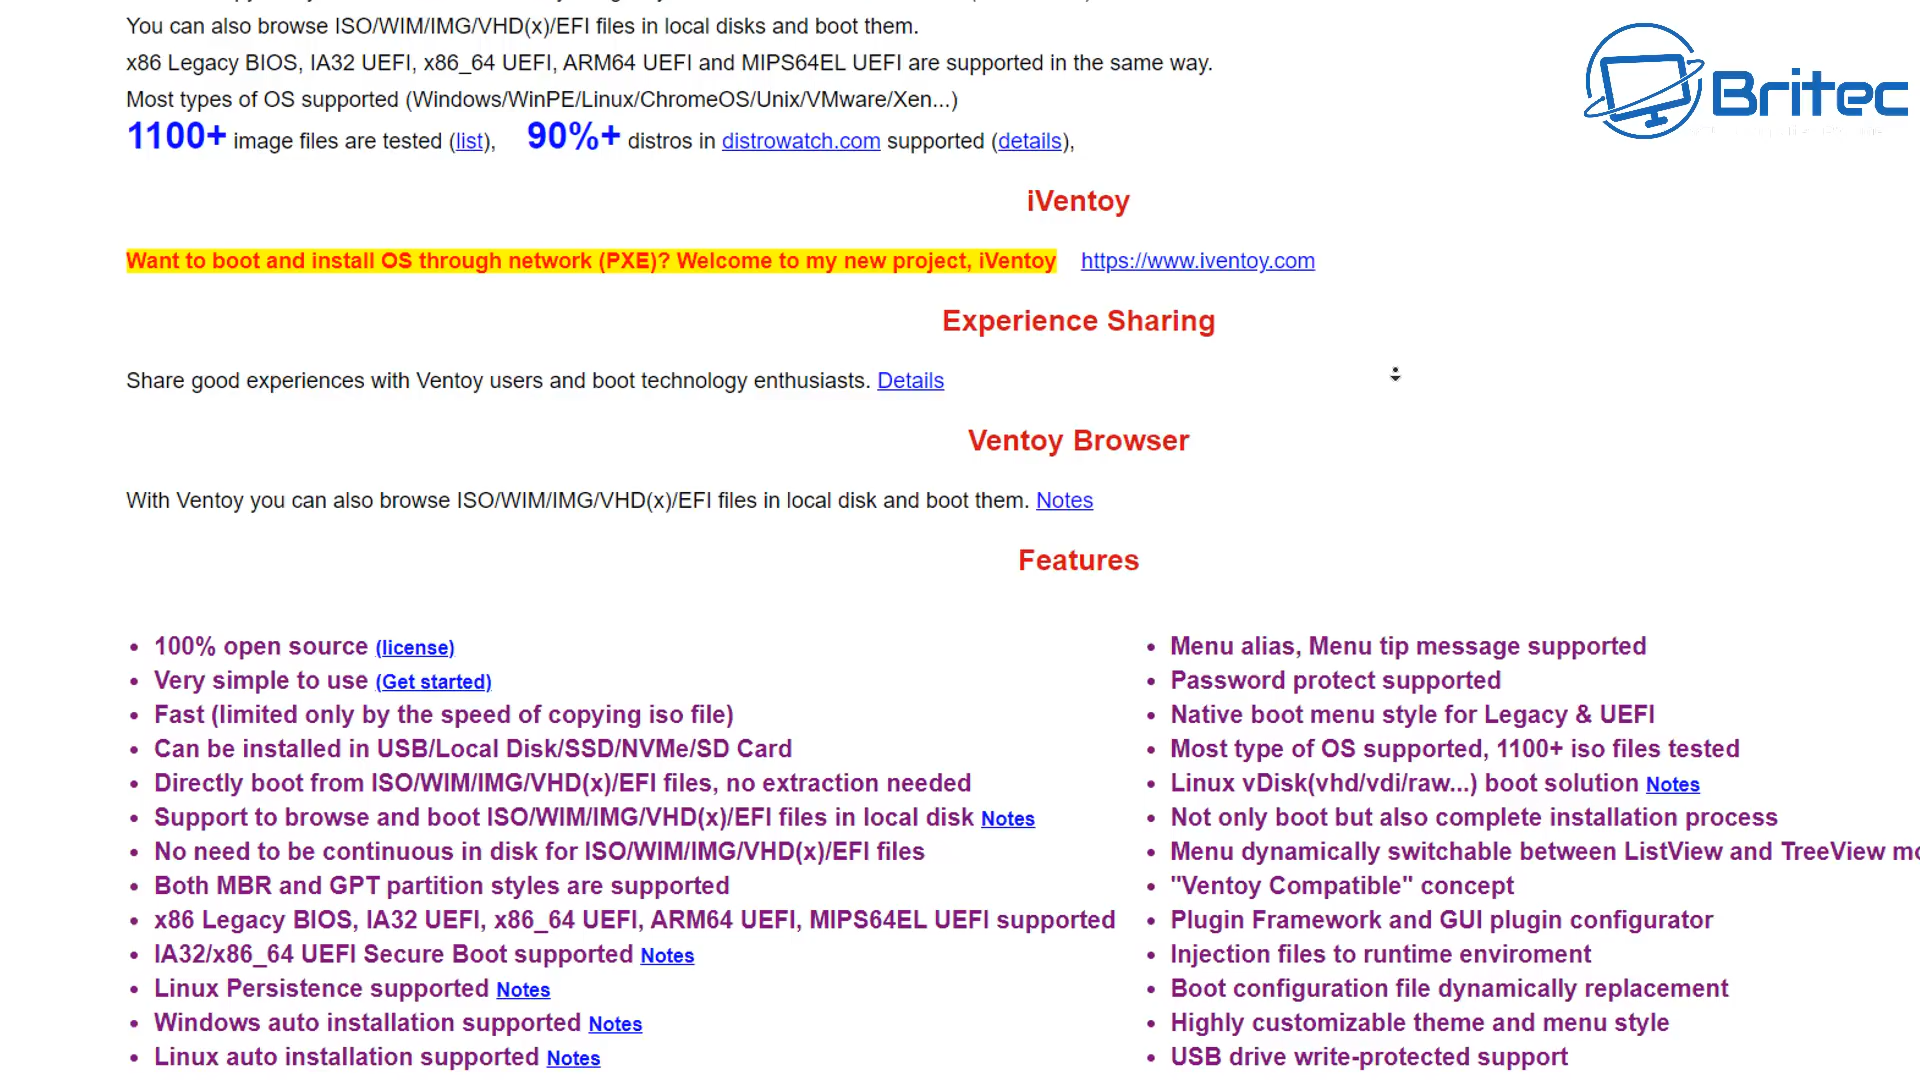 You can also browse ISO/WIM/IMG/VHD(x)/EFI files in local disks and boot them.
x86 Legacy BIOS, IA32 UEFI, x86_64 UEFI, ARM64 UEFI and MIPS64EL UEFI are supported in the same way.
Most types of OS supported (Windows/WinPE/Linux/ChromeOS/Unix/VMware/Xen...)
1100+ image files are tested (list), 90%+ distros in distrowatch.com supported (details),
Britec
iVentoy
Want to boot and install OS through network (PXE)? Welcome to my new project, iVentoy https://www.iventoy.com
Experience Sharing
Share good experiences with Ventoy users and boot technology enthusiasts. Details
Ventoy Browser
With Ventoy you can also browse ISO/WIM/IMG/VHD(x)/EFI files in local disk and boot them. Notes
Features
100% open source (license)
Very simple to use (Get started)
Fast (limited only by the speed of copying iso file)
Can be installed in USB/Local Disk/SSD/NVMe/SD Card
Directly boot from ISO/WIM/IMG/VHD(x)/EFI files, no extraction needed
Support to browse and boot ISO/WIM/IMG/VHD(x)/EFI files in local disk Notes
No need to be continuous in disk for ISO/WIM/IMG/VHD(x)/EFI files
Both MBR and GPT partition styles are supported
x86 Legacy BIOS, IA32 UEFI, x86_64 UEFI, ARM64 UEFI, MIPS64EL UEFI supported
IA32/x86_64 UEFI Secure Boot supported Notes
Linux Persistence supported Notes
Windows auto installation supported Notes
Linux auto installation supported Notes
Menu alias, Menu tip message supported
Password protect supported
Native boot menu style for Legacy & UEFI
Most type of OS supported, 1100+ iso files tested
Linux vDisk(vhd/vdi/raw...) boot solution Notes
Not only boot but also complete installation process
Menu dynamically switchable between ListView and TreeView
"Ventoy Compatible" concept
Plugin Framework and GUI plugin configurator
Injection files to runtime enviroment
Boot configuration file dynamically replacement
Highly customizable theme and menu style
USB drive write-protected support